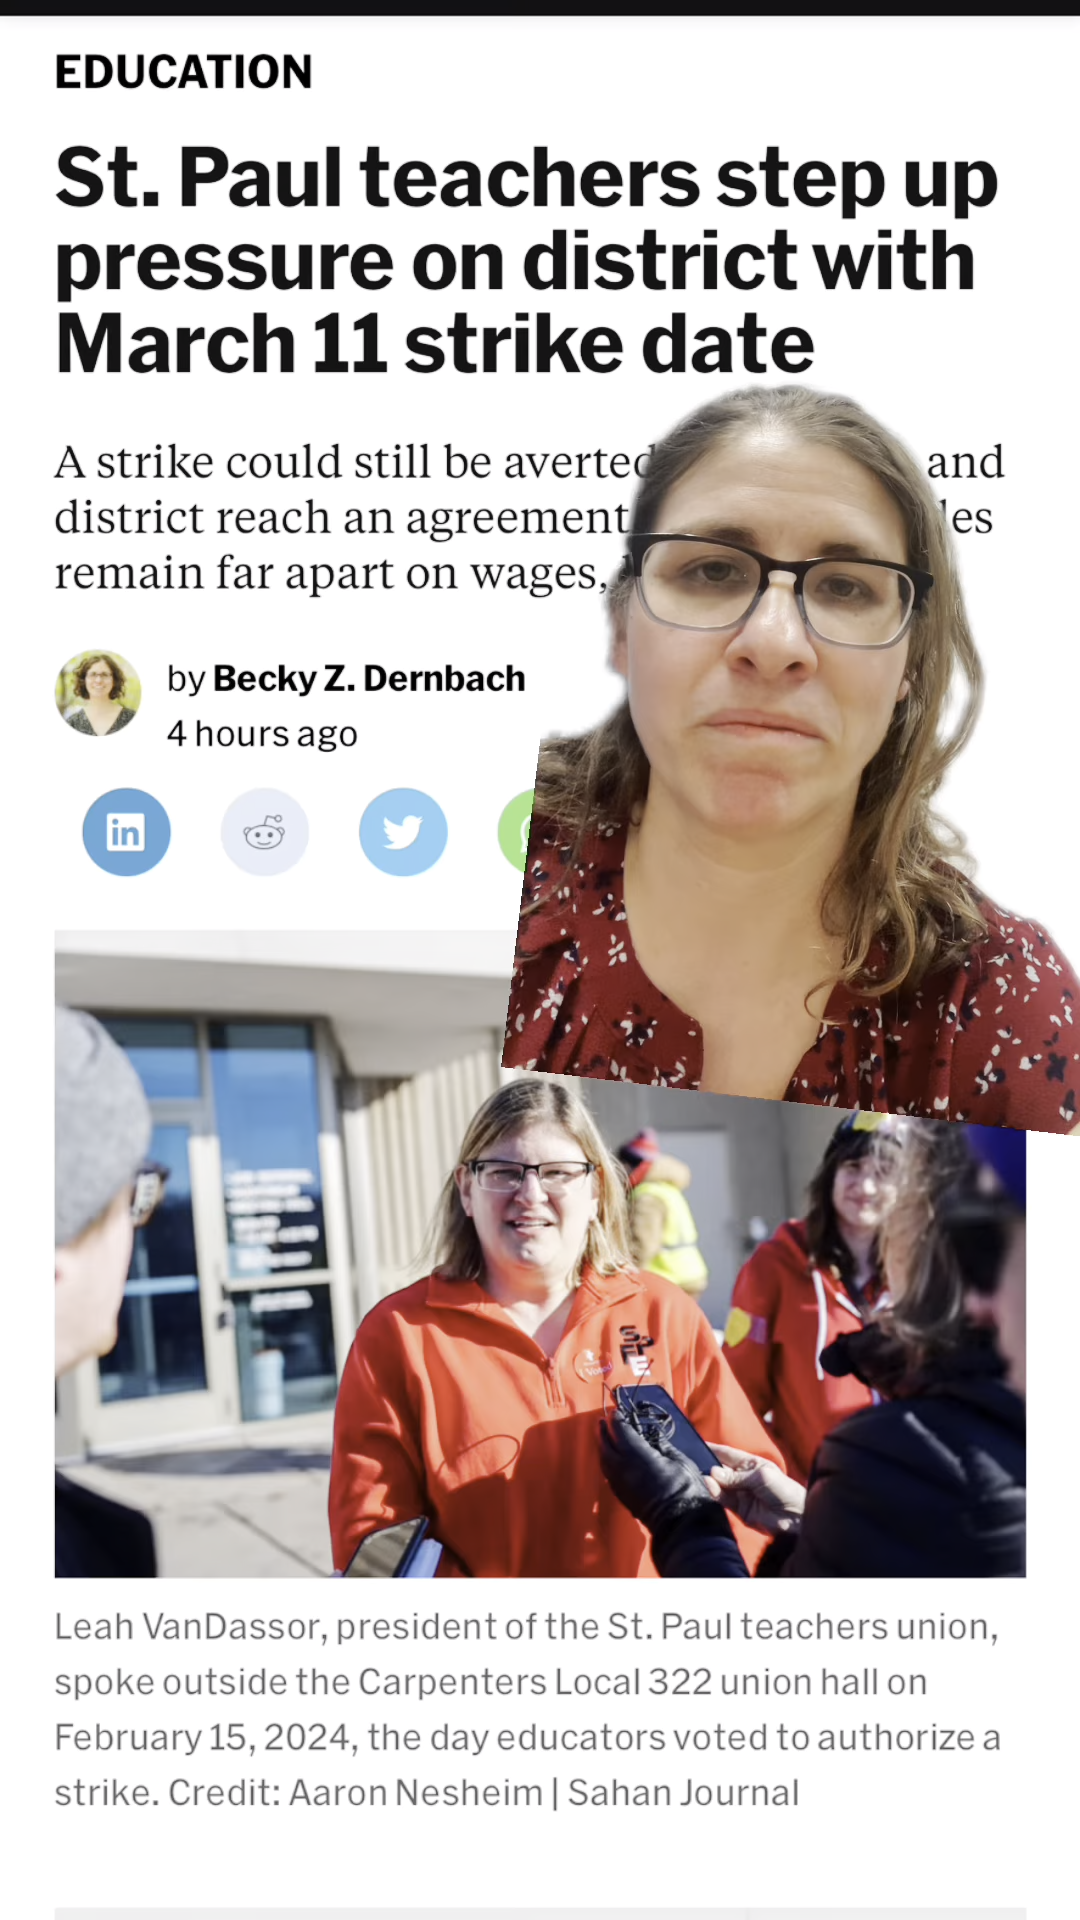 EDUCATION
St. Paul teachers step up
pressure on district with
March 11 strike date
A strike could still be averted and
district reach an agreement
remain far apart on wages,
by Becky Z. Dernbach
4 hours ago
in
SPFE
Leah VanDassor, president of the St. Paul teachers union,
spoke outside the Carpenters Local 322 union hall on
February 15, 2024, the day educators voted to authorize a
strike. Credit: Aaron Nesheim | Sahan Journal